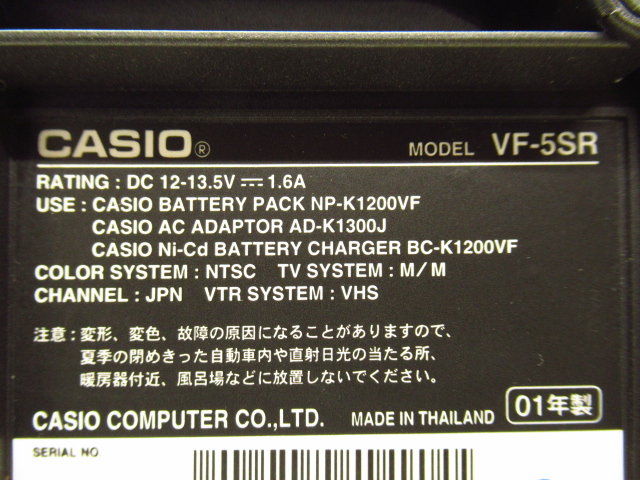 CASIO® MODEL VF-5SR
RATING : DC 12-13.5V ⎓ 1.6A
USE : CASIO BATTERY PACK NP-K1200VF
CASIO AC ADAPTOR AD-K1300J
CASIO Ni-Cd BATTERY CHARGER BC-K1200VF
COLOR SYSTEM : NTSC TV SYSTEM : M/M
CHANNEL : JPN VTR SYSTEM : VHS
注意 : 変形、変色、故障の原因になることがありますので、
夏季の閉めきった自動車内や直射日光の当たる所、
暖房器付近、風呂場などに放置しないでください。
CASIO COMPUTER CO.,LTD. MADE IN THAILAND 01年製
SERIAL NO